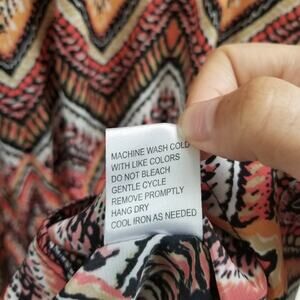 MACHINE WASH COLD
WITH LIKE COLORS
DO NOT BLEACH
GENTLE CYCLE
REMOVE PROMPTLY
HANG DRY
COOL IRON AS NEEDED